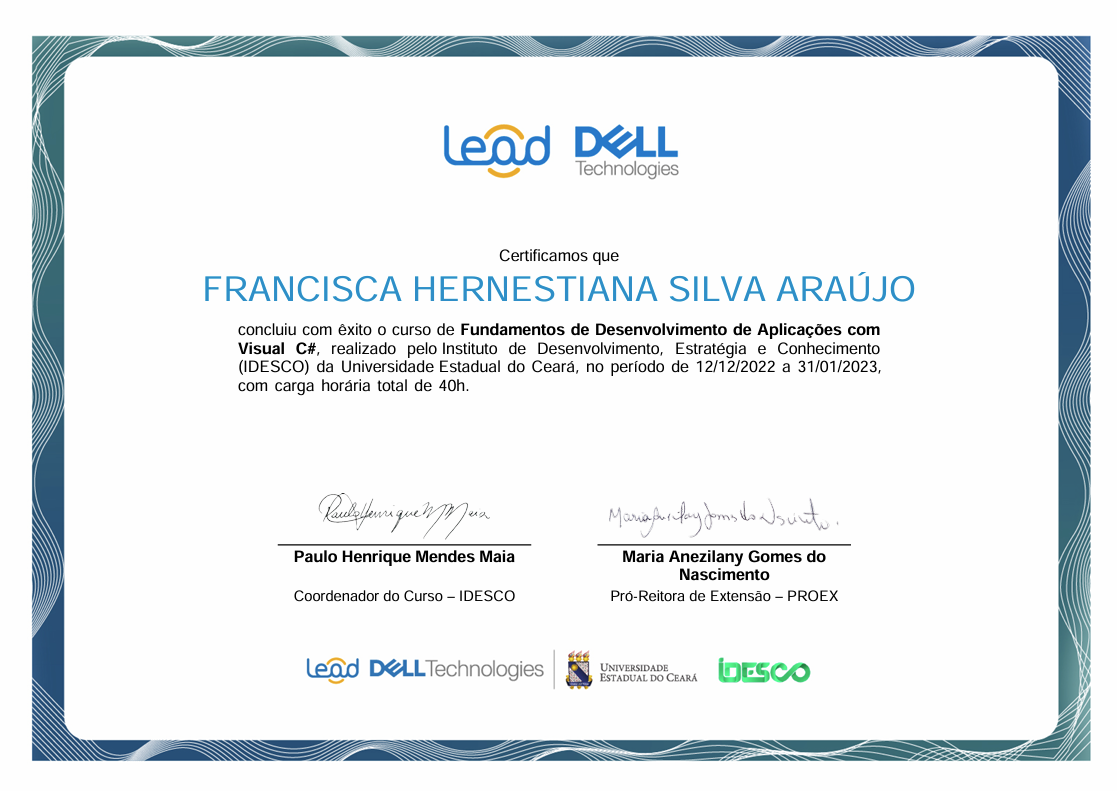 Lead DELL Technologies
Certificamos que
FRANCISCA HERNESTIANA SILVA ARAÚJO
concluiu com êxito o curso de Fundamentos de Desenvolvimento de Aplicações com
Visual C#, realizado pelo Instituto de Desenvolvimento, Estratégia e Conhecimento
(IDESCO) da Universidade Estadual do Ceará, no período de 12/12/2022 a 31/01/2023,
com carga horária total de 40h.
Paulo Henrique M Maia
Paulo Henrique Mendes Maia
Coordenador do Curso – IDESCO
Maria Anezilany Gomes do Nascimento.
Maria Anezilany Gomes do
Nascimento
Pró-Reitora de Extensão – PROEX
Lead DELL Technologies UNIVERSIDADE ESTADUAL DO CEARÁ IDESCO